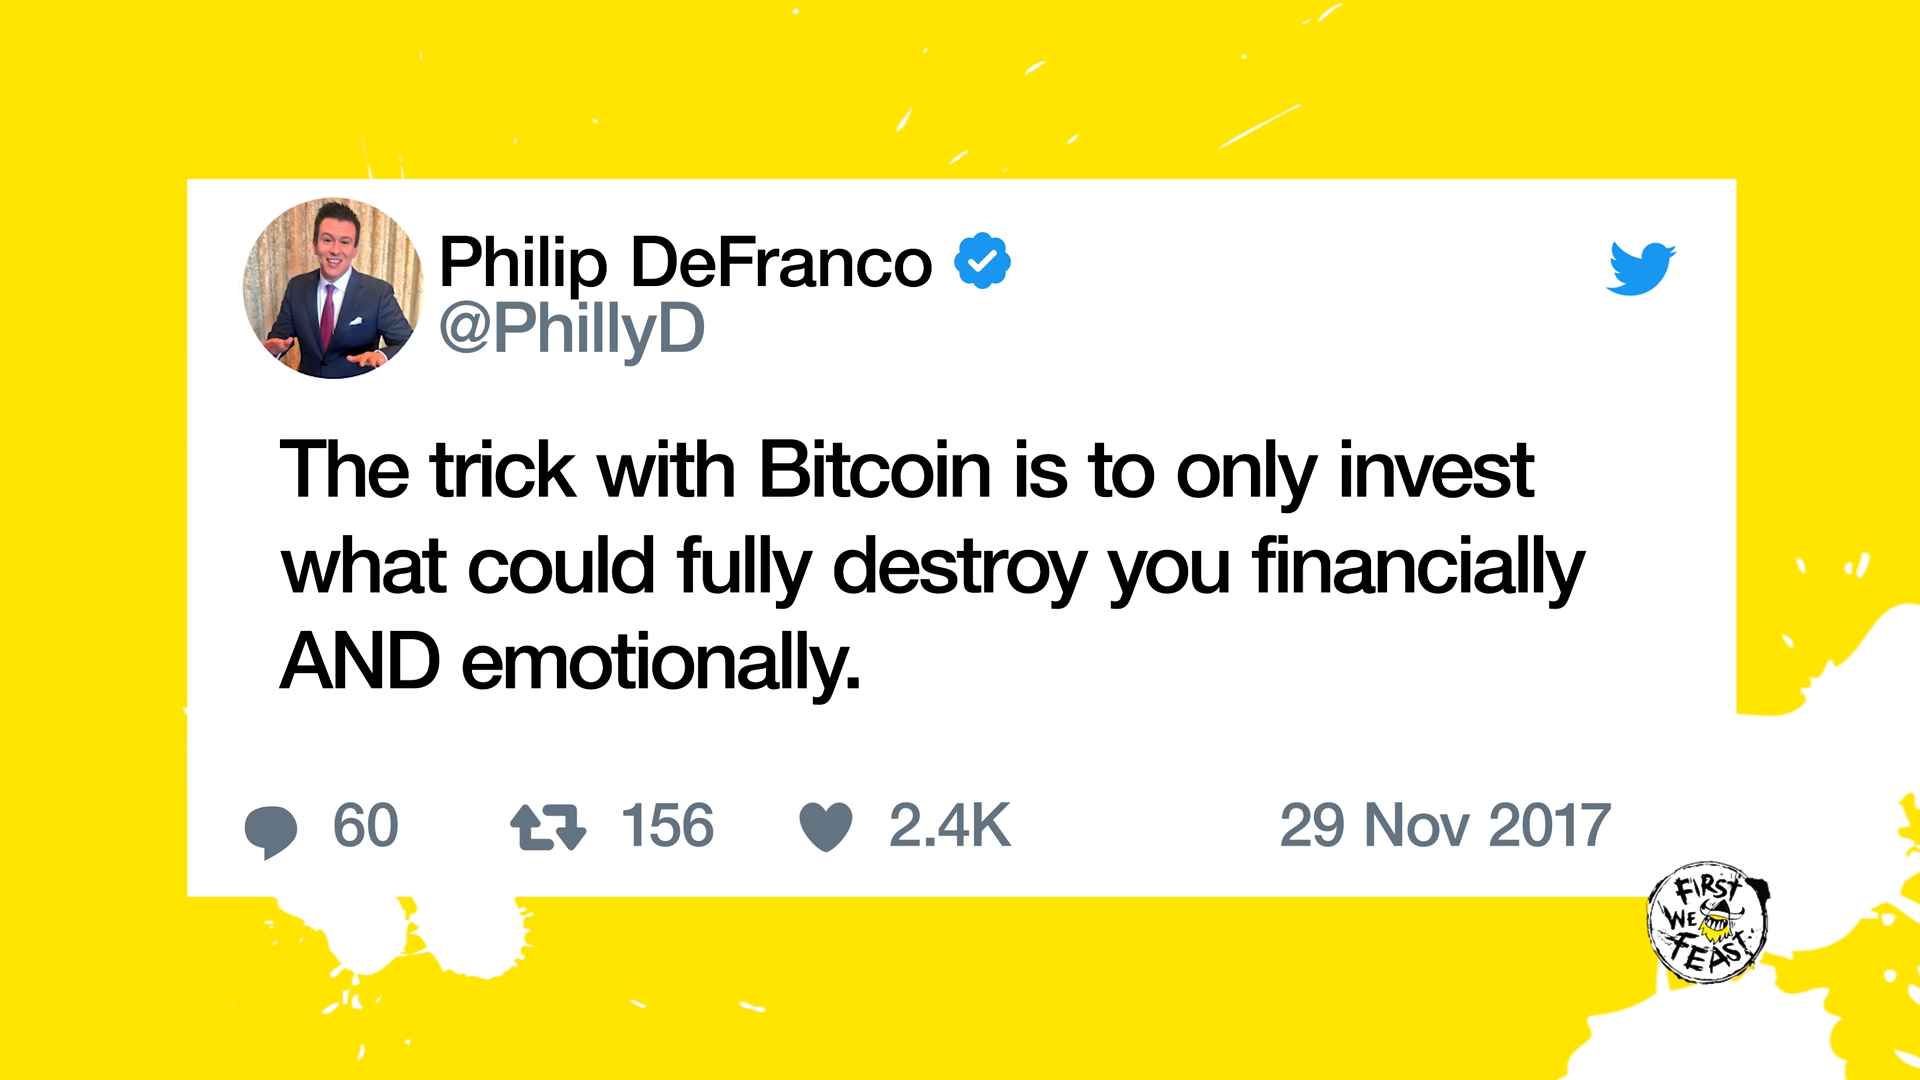 Philip DeFranco
@PhillyD
The trick with Bitcoin is to only invest
what could fully destroy you financially
AND emotionally.
60 156 2.4K 29 Nov 2017
FIRST
WE
FEAST